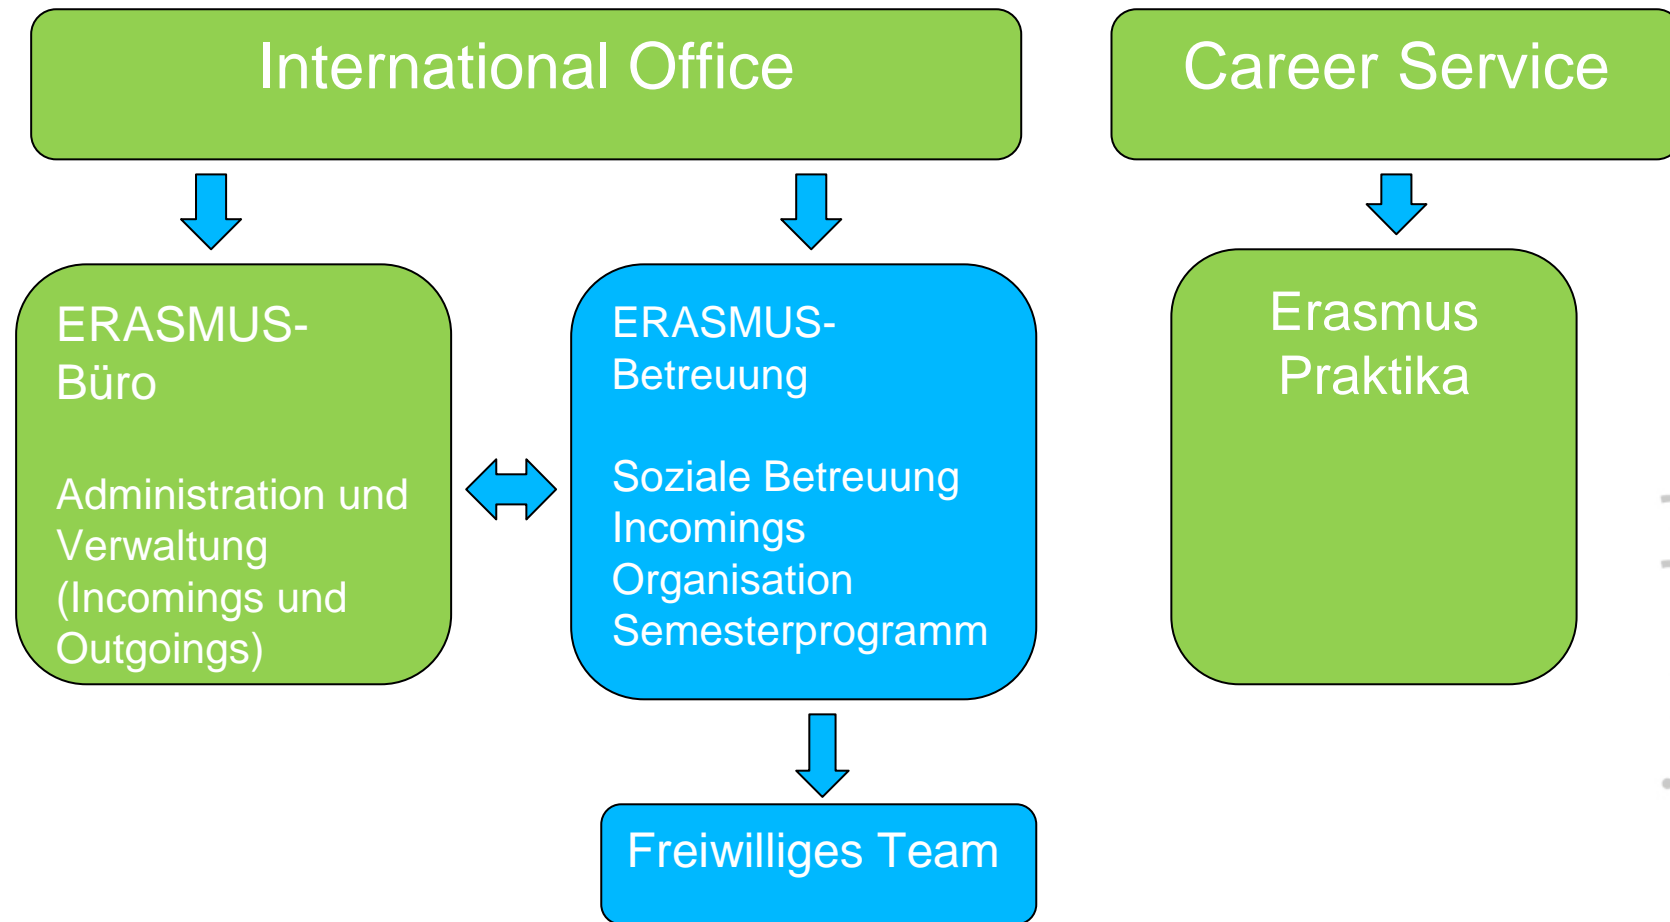 International Office
Career Service
ERASMUS-
Büro
Administration und
Verwaltung
(Incomings und
Outgoings)
ERASMUS-
Betreuung
Soziale Betreuung
Incomings
Organisation
Semesterprogramm
Erasmus
Praktika
Freiwilliges Team